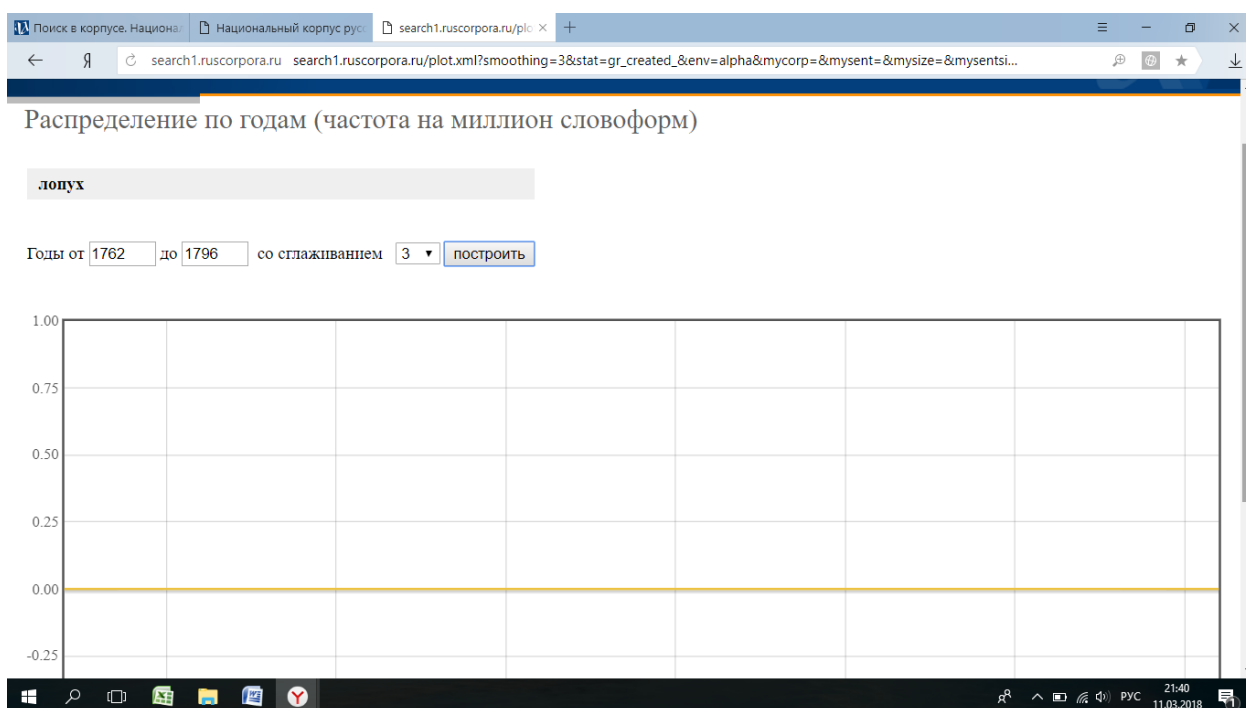 Поиск в корпусе. Национал Национальный корпус русс search1.ruscorpora.ru/plo
Я search1.ruscorpora.ru search1.ruscorpora.ru/plot.xml?smoothing=3&stat=gr_created_&env=alpha&mycorp=&mysent=&mysize=&mysentsi...
Распределение по годам (частота на миллион словоформ)
лопух
Годы от 1762 до 1796 со сглаживанием 3 построить
1.00
0.75
0.50
0.25
0.00
-0.25
РУС 21:40
11.03.2018